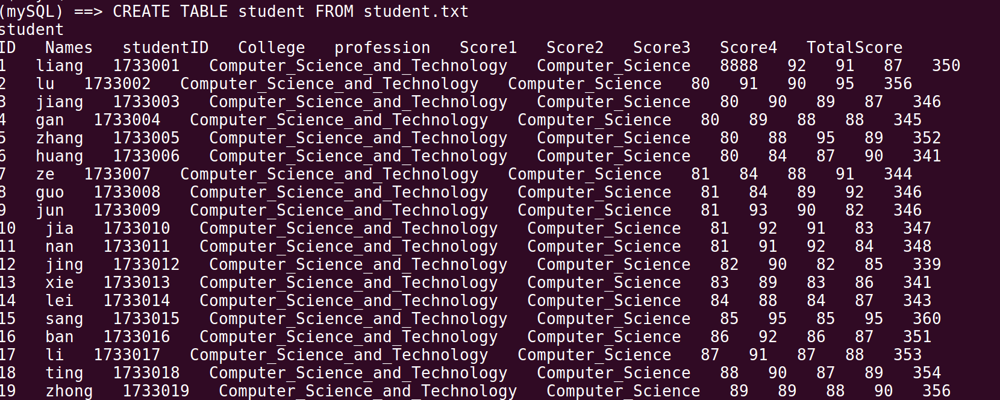 (mySQL) ==> CREATE TABLE student FROM student.txt
student
ID   Names   studentID   College   profession   Score1   Score2   Score3   Score4   TotalScore
1   liang   1733001   Computer_Science_and_Technology   Computer_Science   8888   92   91   87   350
2   lu   1733002   Computer_Science_and_Technology   Computer_Science   80   91   90   95   356
3   jiang   1733003   Computer_Science_and_Technology   Computer_Science   80   90   89   87   346
4   gan   1733004   Computer_Science_and_Technology   Computer_Science   80   89   88   88   345
5   zhang   1733005   Computer_Science_and_Technology   Computer_Science   80   88   95   89   352
6   huang   1733006   Computer_Science_and_Technology   Computer_Science   80   84   87   90   341
7   ze   1733007   Computer_Science_and_Technology   Computer_Science   81   84   88   91   344
8   guo   1733008   Computer_Science_and_Technology   Computer_Science   81   84   89   92   346
9   jun   1733009   Computer_Science_and_Technology   Computer_Science   81   93   90   82   346
10   jia   1733010   Computer_Science_and_Technology   Computer_Science   81   92   91   83   347
11   nan   1733011   Computer_Science_and_Technology   Computer_Science   81   91   92   84   348
12   jing   1733012   Computer_Science_and_Technology   Computer_Science   82   90   82   85   339
13   xie   1733013   Computer_Science_and_Technology   Computer_Science   83   89   83   86   341
14   lei   1733014   Computer_Science_and_Technology   Computer_Science   84   88   84   87   343
15   sang   1733015   Computer_Science_and_Technology   Computer_Science   85   95   85   95   360
16   ban   1733016   Computer_Science_and_Technology   Computer_Science   86   92   86   87   351
17   li   1733017   Computer_Science_and_Technology   Computer_Science   87   91   87   88   353
18   ting   1733018   Computer_Science_and_Technology   Computer_Science   88   90   87   89   354
19   zhong   1733019   Computer_Science_and_Technology   Computer_Science   89   89   88   90   356